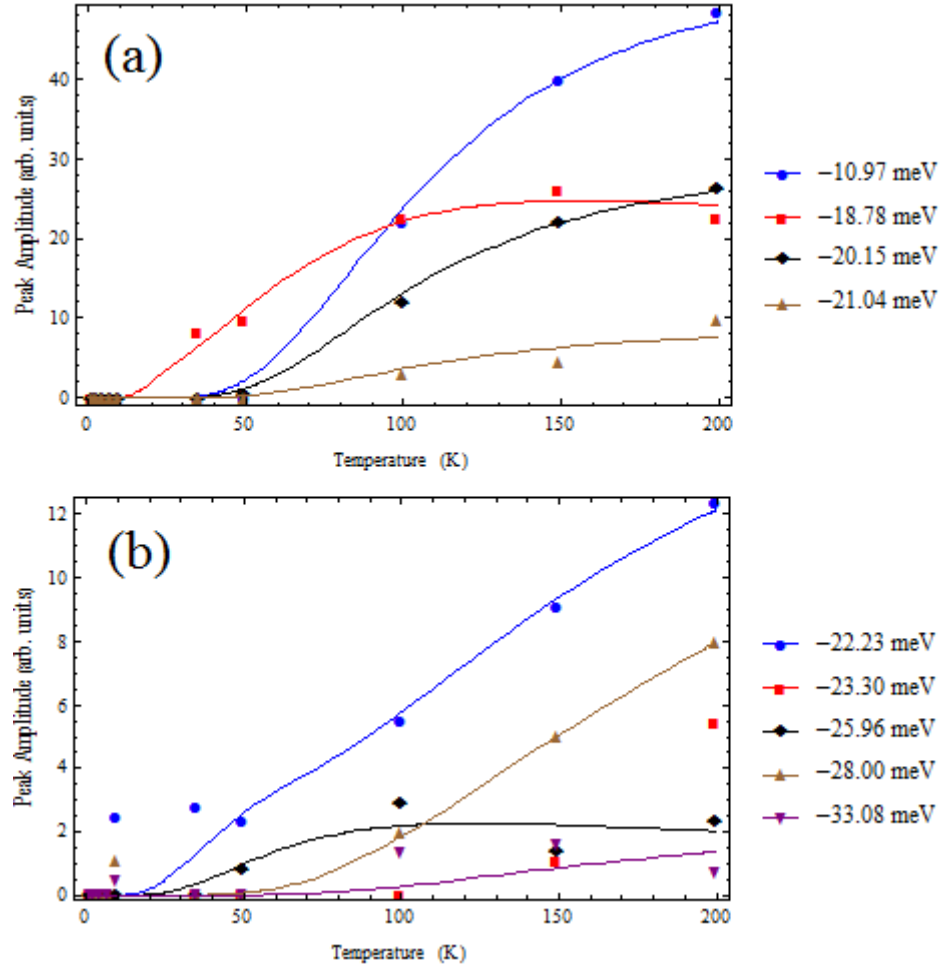 (a)
Peak Amplitude (arb. units)
40
30
20
10
0
0 50 100 150 200
Temperature (K)
−10.97 meV
−18.78 meV
−20.15 meV
−21.04 meV
(b)
Peak Amplitude (arb. units)
12
10
8
6
4
2
0
0 50 100 150 200
Temperature (K)
−22.23 meV
−23.30 meV
−25.96 meV
−28.00 meV
−33.08 meV